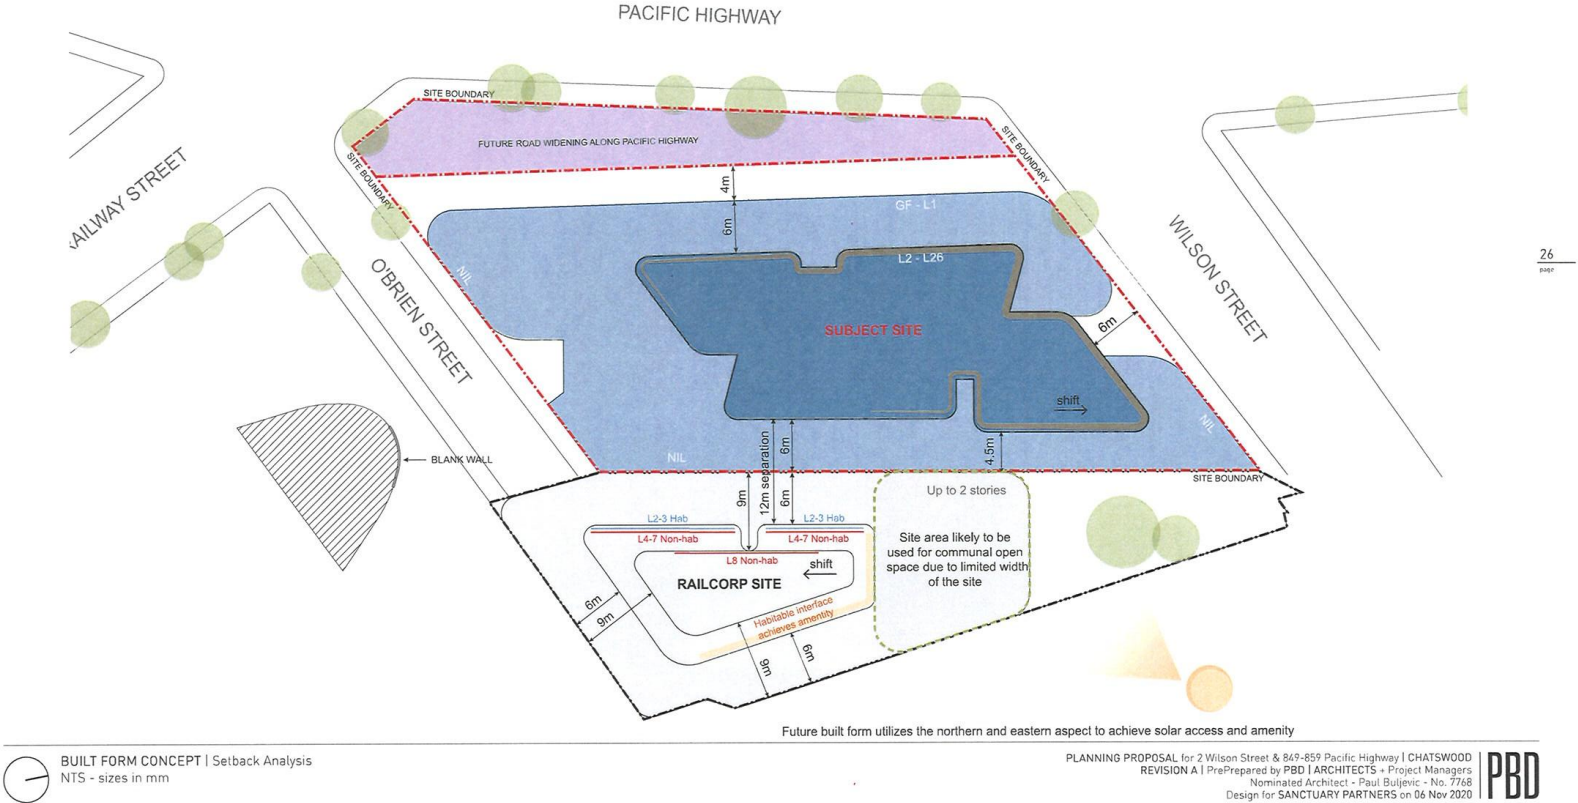 PACIFIC HIGHWAY
SITE BOUNDARY
FUTURE ROAD WIDENING ALONG PACIFIC HIGHWAY
SITE BOUNDARY
SITE BOUNDARY
AILWAY STREET
4m
GF - L1
6m
L2 - L26
NIL
O'BRIEN STREET
WILSON STREET
26
page
SUBJECT SITE
6m
shift
NIL
BLANK WALL
NIL
12m separation
6m
4.5m
SITE BOUNDARY
9m
6m
Up to 2 stories
L2-3 Hab
L2-3 Hab
L4-7 Non-hab
L4-7 Non-hab
L8 Non-hab
Site area likely to be
used for communal open
space due to limited width
of the site
shift
RAILCORP SITE
6m
9m
Habitable interface
achieves amentity
9m
6m
Future built form utilizes the northern and eastern aspect to achieve solar access and amenity
BUILT FORM CONCEPT | Setback Analysis
NTS - sizes in mm
PLANNING PROPOSAL for 2 Wilson Street & 849-859 Pacific Highway | CHATSWOOD
REVISION A | PrePrepared by PBD | ARCHITECTS + Project Managers
Nominated Architect - Paul Buljevic - No. 7768
Design for SANCTUARY PARTNERS on 06 Nov 2020
PBD